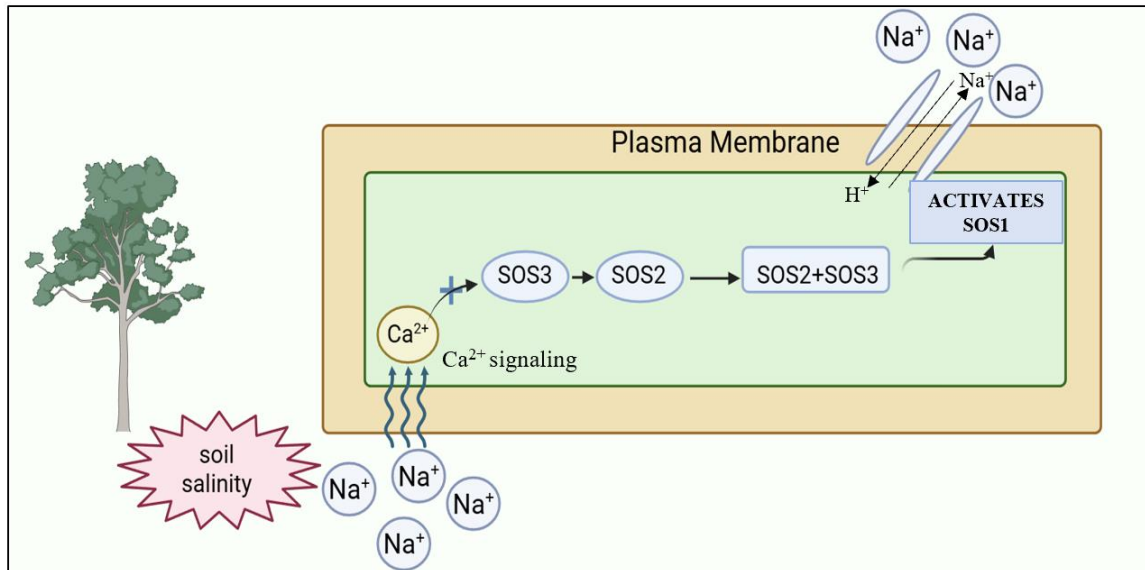 Na⁺
Na⁺
Na⁺
Na⁺
Plasma Membrane
H⁺
ACTIVATES
SOS1
SOS3
SOS2
SOS2+SOS3
Ca²⁺
Ca²⁺ signaling
soil
salinity
Na⁺
Na⁺
Na⁺
Na⁺